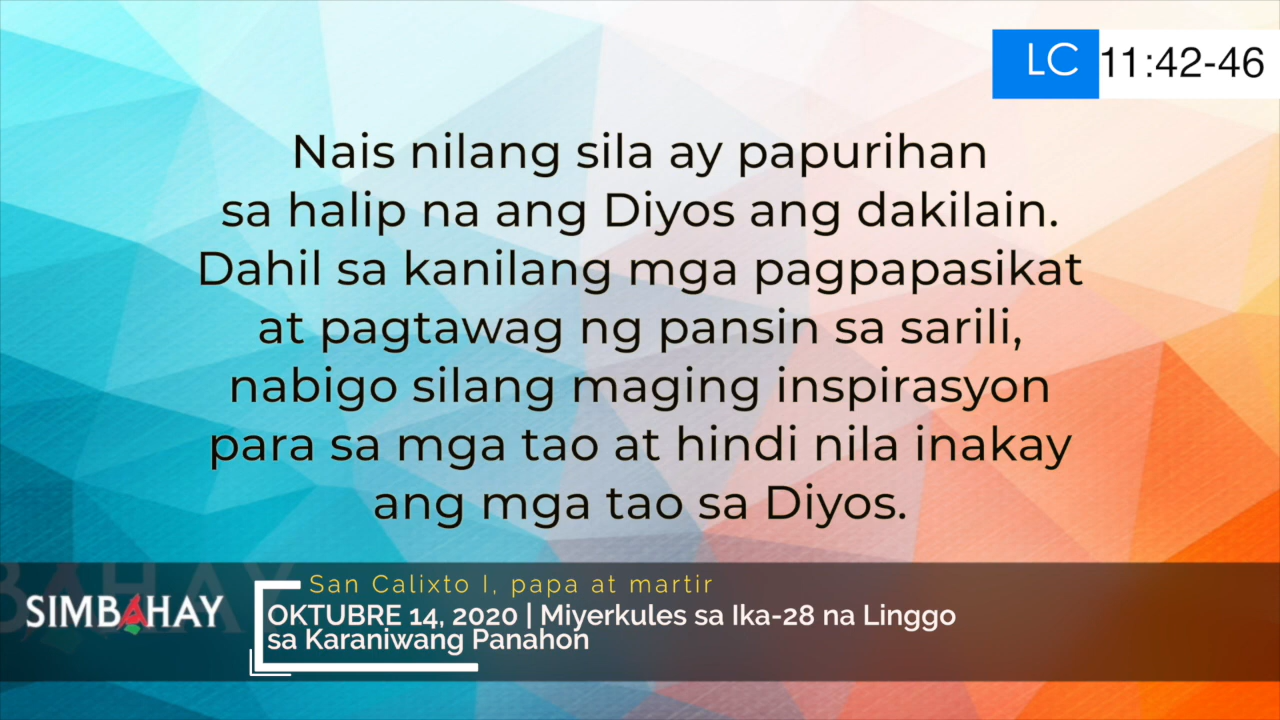 LC 11:42-46
Nais nilang sila ay papurihan
sa halip na ang Diyos ang dakilain.
Dahil sa kanilang mga pagpapasikat
at pagtawag ng pansin sa sarili,
nabigo silang maging inspirasyon
para sa mga tao at hindi nila inakay
ang mga tao sa Diyos.
San Calixto I, papa at martir
SIMBAHAY
OKTUBRE 14, 2020 | Miyerkules sa Ika-28 na Linggo
sa Karaniwang Panahon